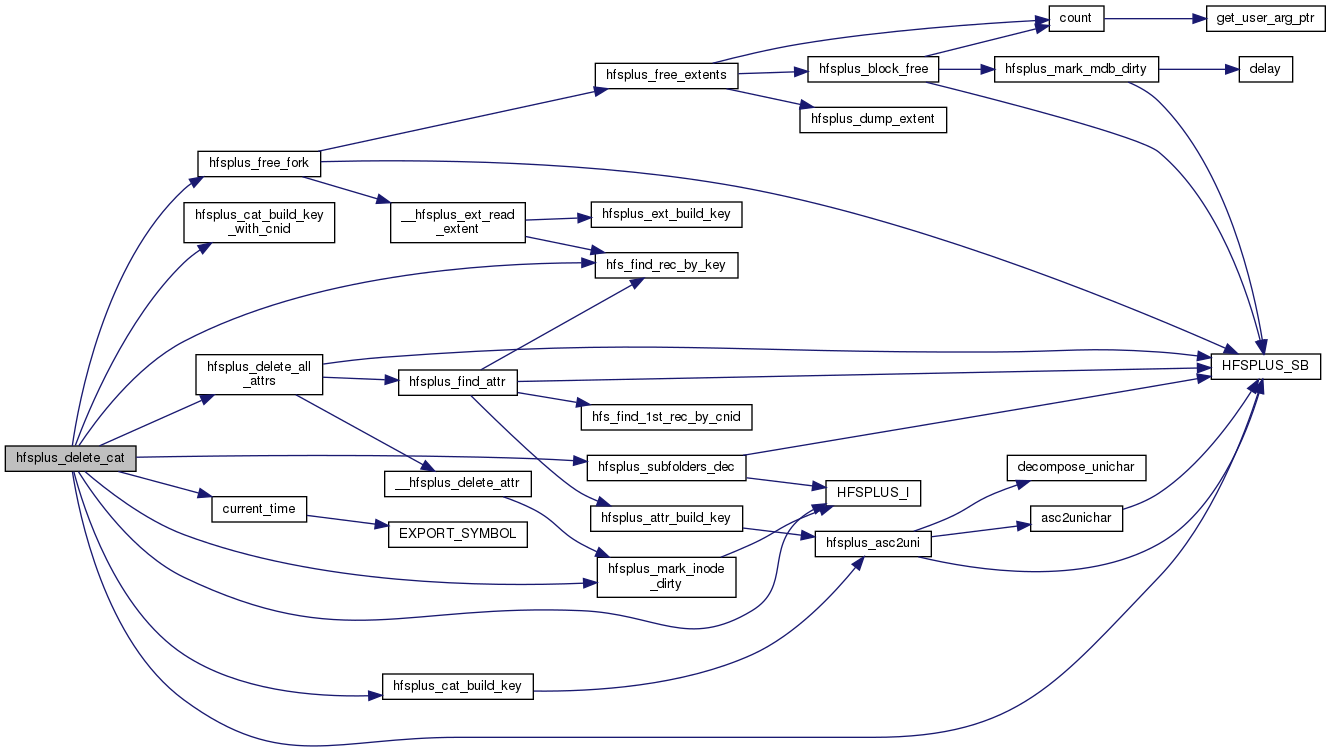 count
get_user_arg_ptr
hfsplus_free_extents
hfsplus_block_free
hfsplus_mark_mdb_dirty
delay
hfsplus_dump_extent
hfsplus_free_fork
hfsplus_cat_build_key
_with_cnid
__hfsplus_ext_read
_extent
hfsplus_ext_build_key
hfs_find_rec_by_key
hfsplus_delete_all
_attrs
hfsplus_find_attr
HFSPLUS_SB
hfs_find_1st_rec_by_cnid
hfsplus_delete_cat
hfsplus_subfolders_dec
decompose_unichar
__hfsplus_delete_attr
HFSPLUS_I
current_time
hfsplus_attr_build_key
asc2unichar
EXPORT_SYMBOL
hfsplus_asc2uni
hfsplus_mark_inode
_dirty
hfsplus_cat_build_key